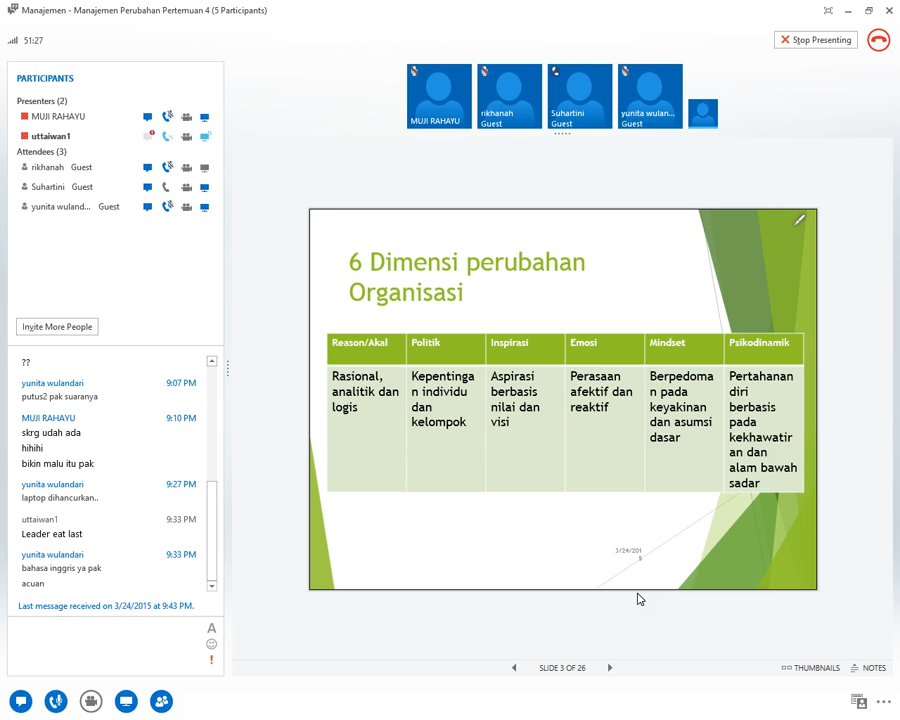 Manajemen - Manajemen Perubahan Pertemuan 4 (5 Participants)
51:27
Stop Presenting
PARTICIPANTS
Presenters (2)
MUJI RAHAYU
uttaiwan1
Attendees (3)
rikhanah Guest
Suhartini Guest
yunita wuland... Guest
Invite More People
MUJI RAHAYU
rikhanah
Guest
Suhartini
Guest
yunita wulan...
Guest
??
yunita wulandari 9:07 PM
putus2 pak suaranya
MUJI RAHAYU 9:10 PM
skrg udah ada
hihihi
bikin malu itu pak
yunita wulandari 9:27 PM
laptop dihancurkan..
uttaiwan1 9:33 PM
Leader eat last
yunita wulandari 9:33 PM
bahasa inggris ya pak
acuan
Last message received on 3/24/2015 at 9:43 PM.
A
!
6 Dimensi perubahan
Organisasi
Reason/Akal Politik Inspirasi Emosi Mindset Psikodinamik
Rasional,
analitik dan
logis
Kepentinga
n individu
dan
kelompok
Aspirasi
berbasis
nilai dan
visi
Perasaan
afektif dan
reaktif
Berpedoma
n pada
keyakinan
dan asumsi
dasar
Pertahanan
diri
berbasis
pada
kekhawatir
an dan
alam bawah
sadar
3/24/201
5
SLIDE 3 OF 26
THUMBNAILS
NOTES